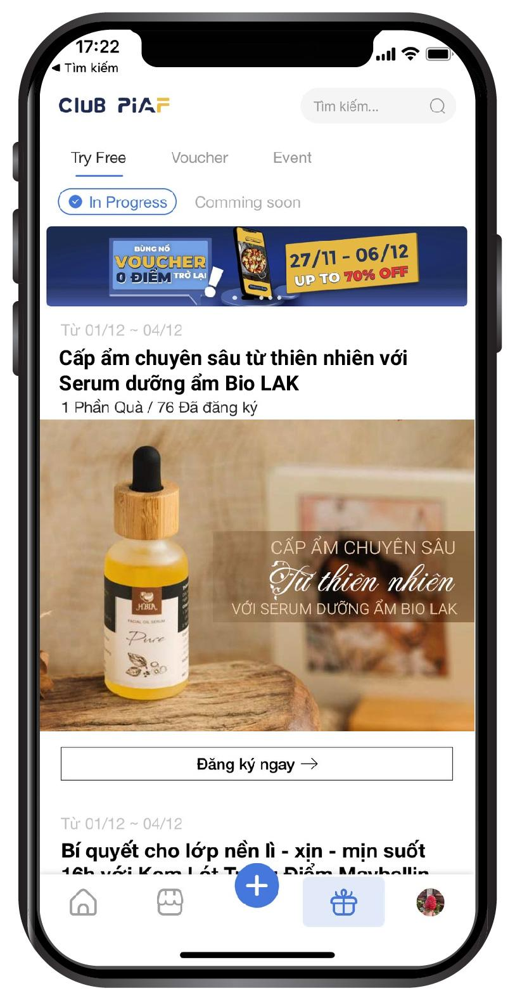 17:22
Tìm kiếm
CluB PiAF
Tìm kiếm...
Try Free
Voucher
Event
In Progress
Comming soon
BÙNG NỔ
VOUCHER
0 ĐIỂM TRỞ LẠI
27/11 - 06/12
UP TO 70% OFF
Từ 01/12 ~ 04/12
Cấp ẩm chuyên sâu từ thiên nhiên với
Serum dưỡng ẩm Bio LAK
1 Phần Quà / 76 Đã đăng ký
CẤP ẨM CHUYÊN SÂU
Từ thiên nhiên
VỚI SERUM DƯỠNG ẨM BIO LAK
H'BIA
FACIAL OIL SERUM
Pure
Đăng ký ngay
Từ 01/12 ~ 04/12
Bí quyết cho lớp nền lì - xịn - mịn suốt
16h với Kem Lót Điểm Maybellin